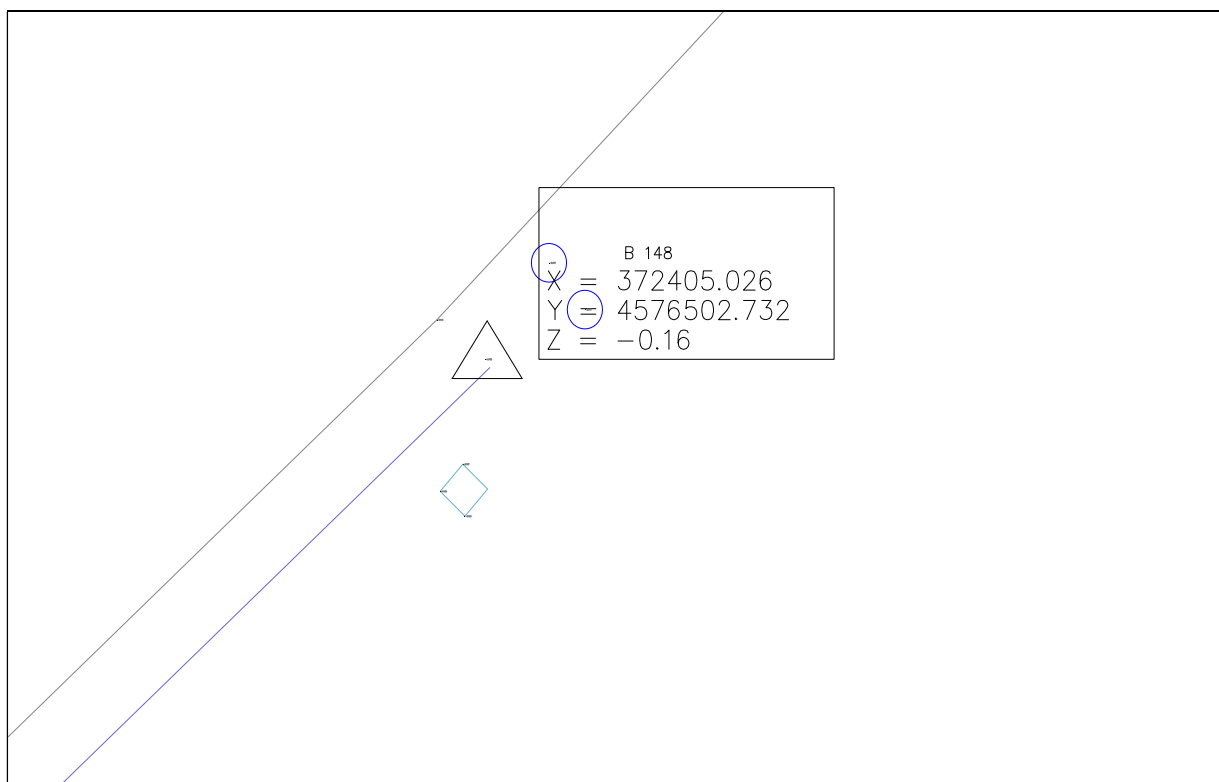 B 148
X = 372405.026
Y = 4576502.732
Z = -0.16